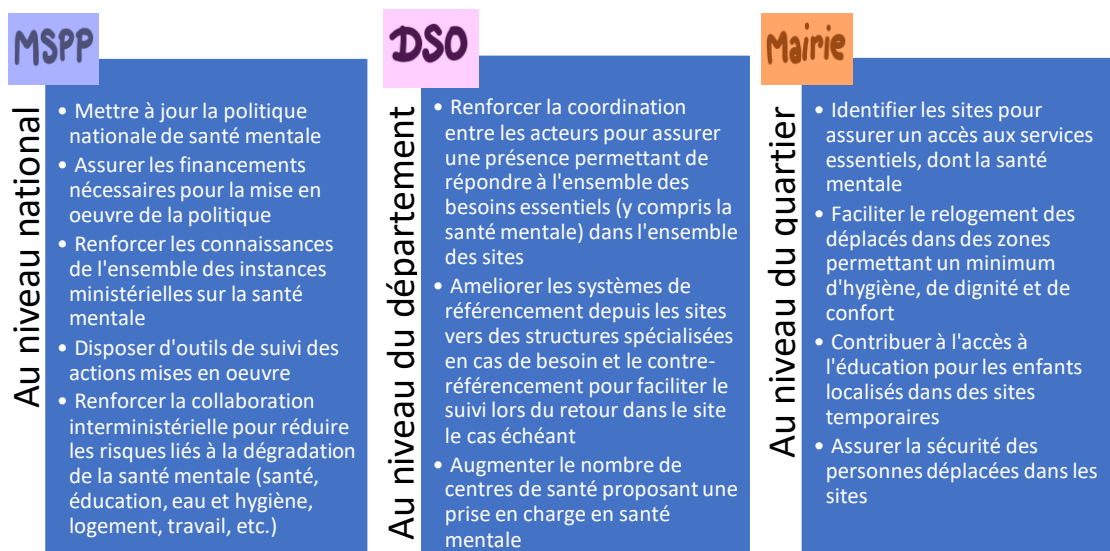 MSPP
Au niveau national
• Mettre à jour la politique
nationale de santé mentale
• Assurer les financements
nécessaires pour la mise en
oeuvre de la politique
• Renforcer les connaissances
de l'ensemble des instances
ministérielles sur la santé
mentale
• Disposer d'outils de suivi des
actions mises en oeuvre
• Renforcer la collaboration
interministérielle pour réduire
les risques liés à la dégradation
de la santé mentale (santé,
éducation, eau et hygiène,
logement, travail, etc.)
DSO
Au niveau du département
• Renforcer la coordination
entre les acteurs pour assurer
une présence permettant de
répondre à l'ensemble des
besoins essentiels (y compris la
santé mentale) dans l'ensemble
des sites
• Ameliorer les systèmes de
référencement depuis les sites
vers des structures spécialisées
en cas de besoin et le contre-
référencement pour faciliter le
suivi lors du retour dans le site
le cas échéant
• Augmenter le nombre de
centres de santé proposant une
prise en charge en santé
mentale
Mairie
Au niveau du quartier
• Identifier les sites pour
assurer un accès aux services
essentiels, dont la santé
mentale
• Faciliter le relogement des
déplacés dans des zones
permettant un minimum
d'hygiène, de dignité et de
confort
• Contribuer à l'accès à
l'éducation pour les enfants
localisés dans des sites
temporaires
• Assurer la sécurité des
personnes déplacées dans les
sites